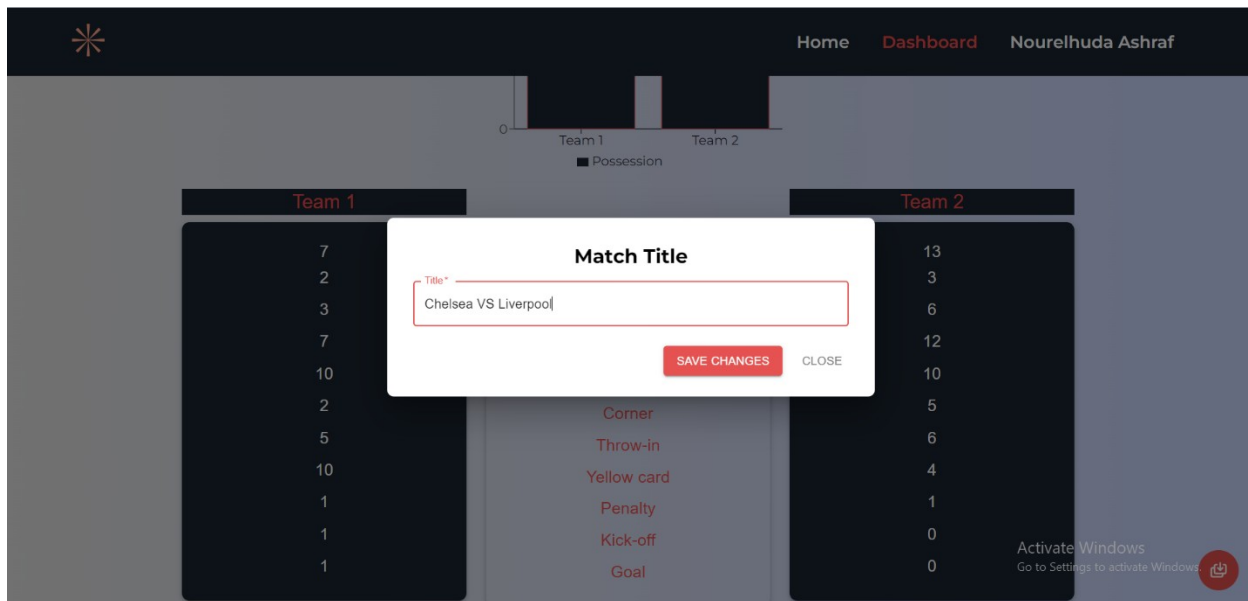 Home Dashboard Nourelhuda Ashraf
0
Team 1 Team 2
Possession
Team 1 Team 2
Match Title
Title*
Chelsea VS Liverpool
SAVE CHANGES CLOSE
7 13
2 3
3 6
7 12
10 10
2 Corner 5
5 Throw-in 6
10 Yellow card 4
1 Penalty 1
1 Kick-off 0
1 Goal 0
Activate Windows
Go to Settings to activate Windows.